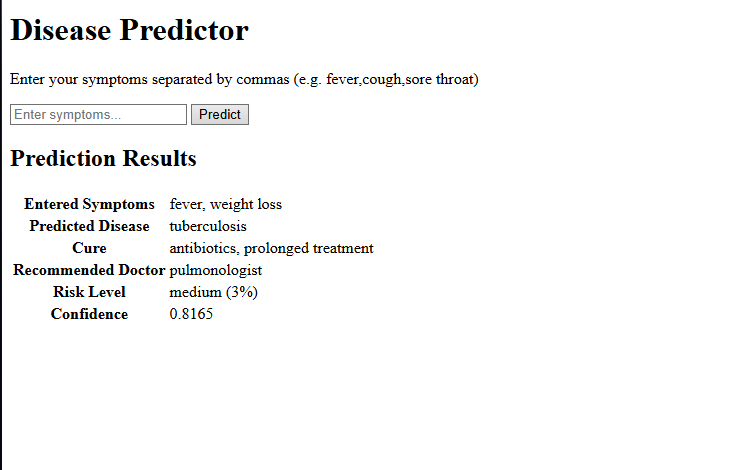 Disease Predictor
Enter your symptoms separated by commas (e.g. fever,cough,sore throat)
Enter symptoms... Predict
Prediction Results
Entered Symptoms fever, weight loss
Predicted Disease tuberculosis
Cure antibiotics, prolonged treatment
Recommended Doctor pulmonologist
Risk Level medium (3%)
Confidence 0.8165